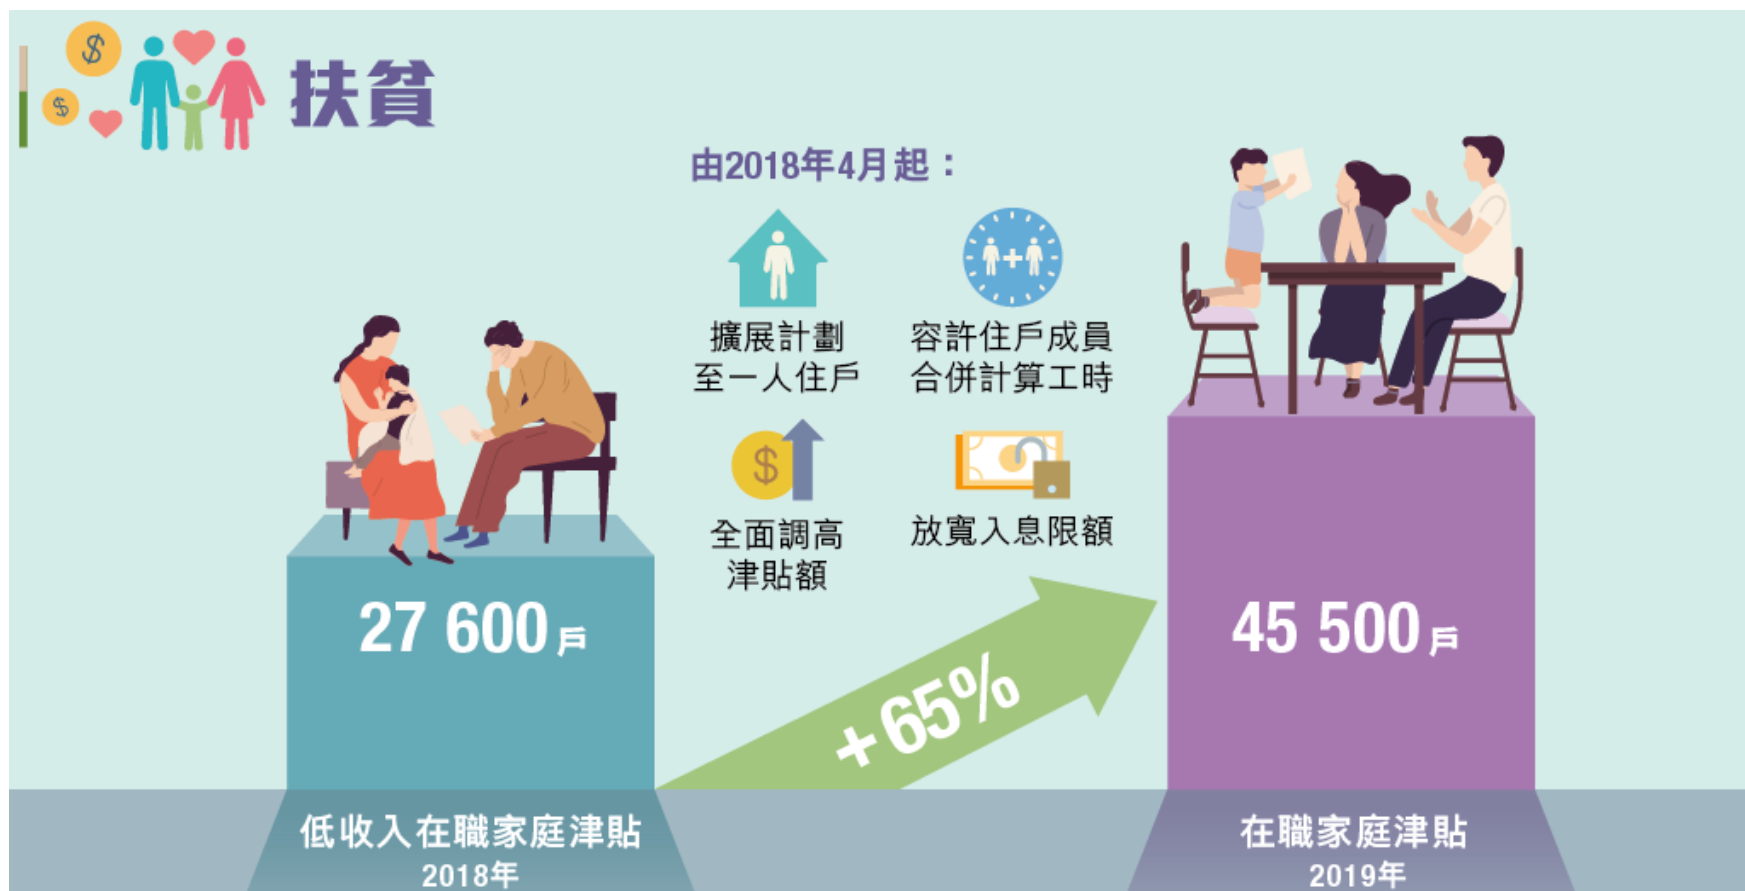 扶貧
由2018年4月起：
擴展計劃
至一人住戶
容許住戶成員
合併計算工時
全面調高
津貼額
放寬入息限額
27 600戶
+65%
45 500戶
低收入在職家庭津貼
2018年
在職家庭津貼
2019年